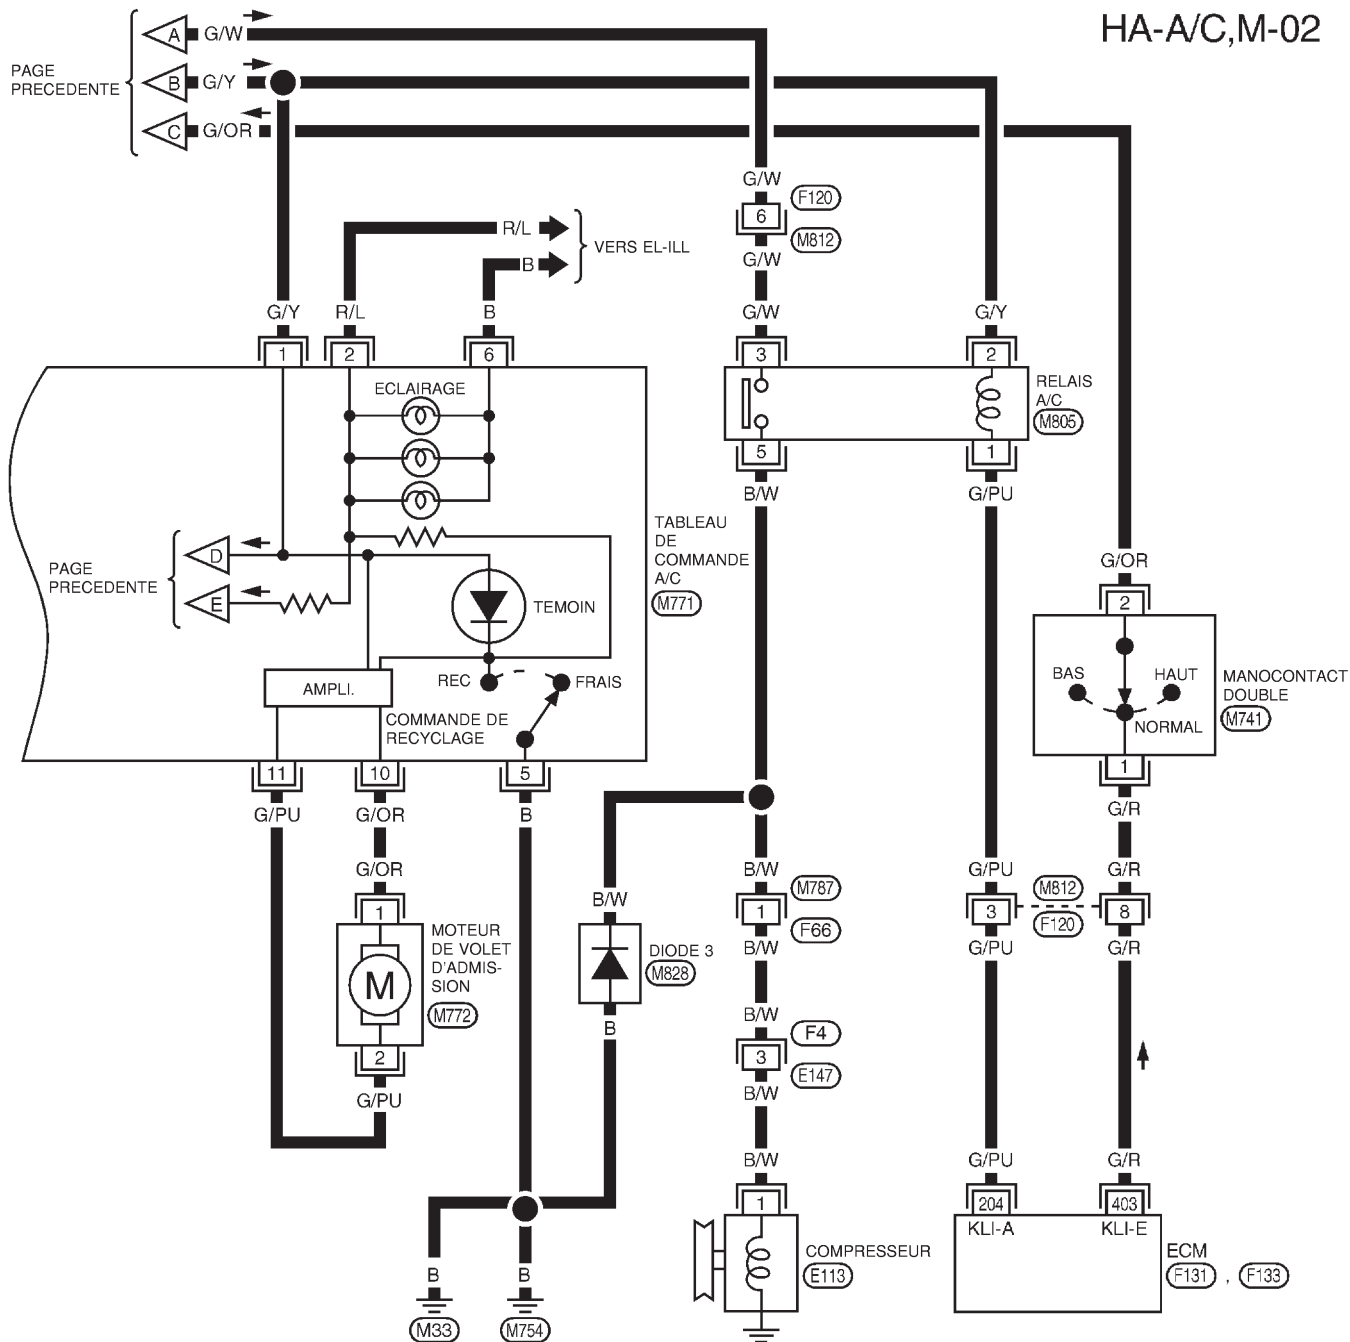 HA-A/C,M-02
PAGE
PRECEDENTE
A G/W
B G/Y
C G/OR
G/W
F120
6
M812
G/W
R/L
B
VERS EL-ILL
G/Y R/L B G/W G/Y
1 2 6 3 2
ECLAIRAGE
RELAIS
A/C
M805
5 1
B/W G/PU
TABLEAU
DE
COMMANDE
A/C
M771
PAGE
PRECEDENTE
D
E
TEMOIN
G/OR
2
AMPLI.
REC FRAIS
COMMANDE DE
RECYCLAGE
BAS HAUT
NORMAL
MANOCONTACT
DOUBLE
M741
1
G/R
11 10 5
G/PU G/OR B
G/OR
1
M
MOTEUR
DE VOLET
D'ADMIS-
SION
M772
2
G/PU
B/W
DIODE 3
M828
B
B/W
M787
1
F66
B/W
G/PU G/R
M812
3 8
F120
G/PU G/R
B/W
F4
3
E147
B/W
B/W
1
COMPRESSEUR
E113
G/PU G/R
204 403
KLI-A KLI-E
ECM
F131 , F133
B B
M33 M754